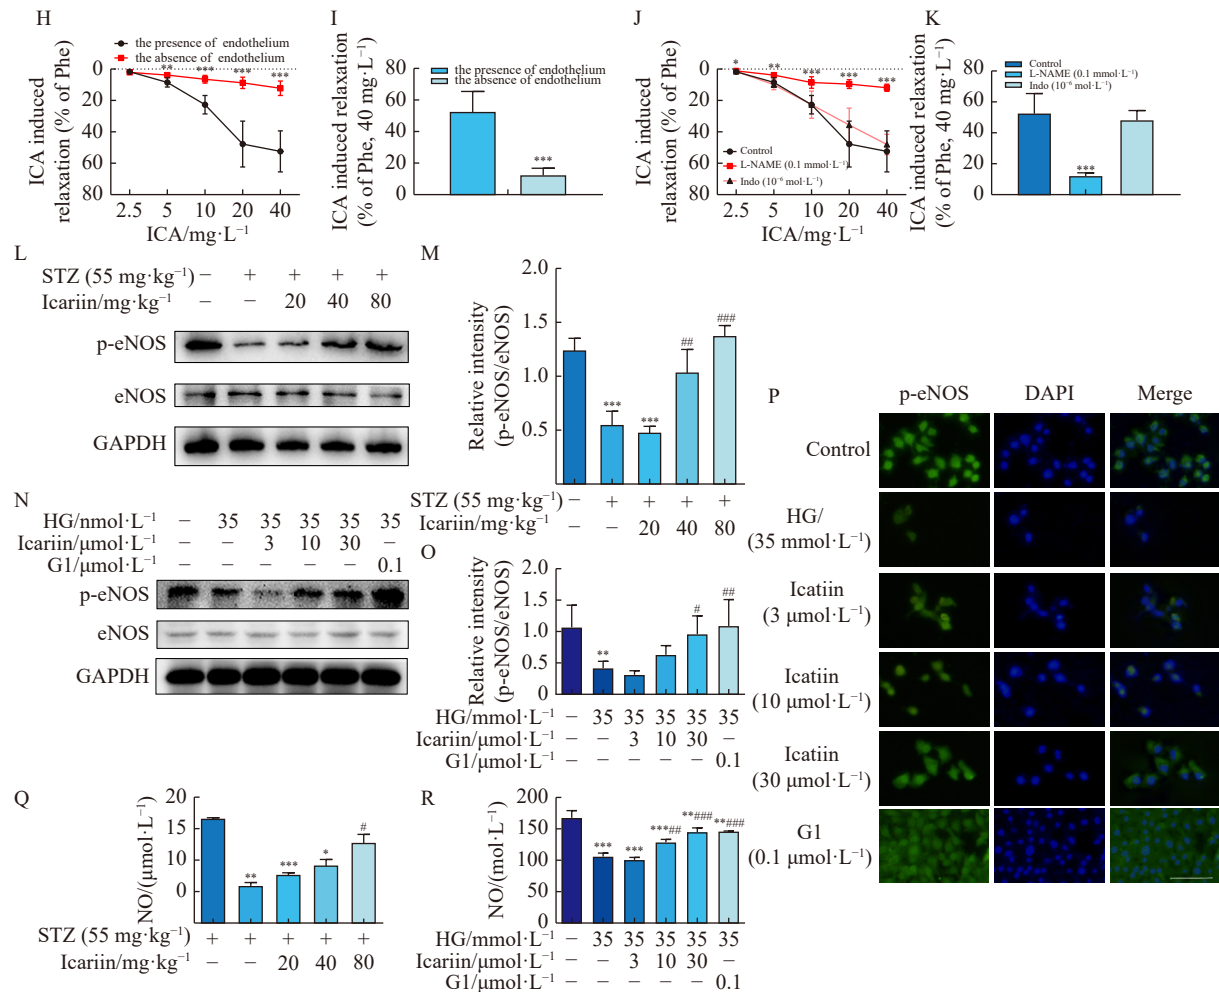 H
the presence of endothelium
the absence of endothelium
ICA induced
relaxation (% of Phe)
0
20
40
60
80
** *** *** ***
2.5 5 10 20 40
ICA/mg·L⁻¹
I
ICA induced relaxation
(% of Phe, 40 mg·L⁻¹)
80
60
40
20
0
the presence of endothelium
the absence of endothelium
***
J
ICA induced
relaxation (% of Phe)
0
20
40
60
80
* ** *** *** ***
Control
L-NAME (0.1 mmol·L⁻¹)
Indo (10⁻⁶ mol·L⁻¹)
2.5 5 10 20 40
ICA/mg·L⁻¹
K
ICA induced relaxation
(% of Phe, 40 mg·L⁻¹)
80
60
40
20
0
Control
L-NAME (0.1 mmol·L⁻¹)
Indo (10⁻⁶ mol·L⁻¹)
***
L
STZ (55 mg·kg⁻¹) − + + + +
Icariin/mg·kg⁻¹ − − 20 40 80
p-eNOS
eNOS
GAPDH
M
Relative intensity
(p-eNOS/eNOS)
2.0
1.5
1.0
0.5
*** *** ## ###
STZ (55 mg·kg⁻¹) − + + + +
Icariin/mg·kg⁻¹ − − 20 40 80
N
HG/nmol·L⁻¹ − 35 35 35 35 35
Icariin/μmol·L⁻¹ − − 3 10 30 −
G1/μmol·L⁻¹ − − − − − 0.1
p-eNOS
eNOS
GAPDH
O
Relative intensity
(p-eNOS/eNOS)
2.0
1.5
1.0
0.5
0
** # ##
HG/mmol·L⁻¹ − 35 35 35 35 35
Icariin/μmol·L⁻¹ − − 3 10 30 −
G1/μmol·L⁻¹ − − − − − 0.1
P
p-eNOS DAPI Merge
Control
HG/
(35 mmol·L⁻¹)
Icatiin
(3 μmol·L⁻¹)
Icatiin
(10 μmol·L⁻¹)
Icatiin
(30 μmol·L⁻¹)
G1
(0.1 μmol·L⁻¹)
Q
NO/(μmol·L⁻¹)
20
15
10
0
** *** * #
STZ (55 mg·kg⁻¹) + + + + +
Icariin/mg·kg⁻¹ − − 20 40 80
R
NO/(mol·L⁻¹)
200
150
100
50
0
*** *** ***## **### **###
HG/mmol·L⁻¹ − 35 35 35 35 35
Icariin/μmol·L⁻¹ − − 3 10 30 −
G1/μmol·L⁻¹ − − − − − 0.1